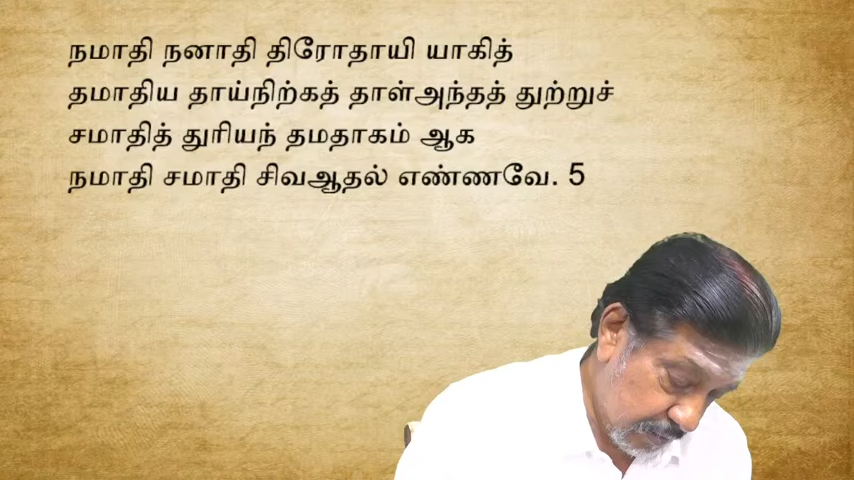 நமாதி நனாதி திரோதாயி யாகித்
தமாதிய தாய்நிற்கத் தாள்அந்தத் துற்றுச்
சமாதித் துரியந் தமதாகம் ஆக
நமாதி சமாதி சிவஆதல் எண்ணவே. 5